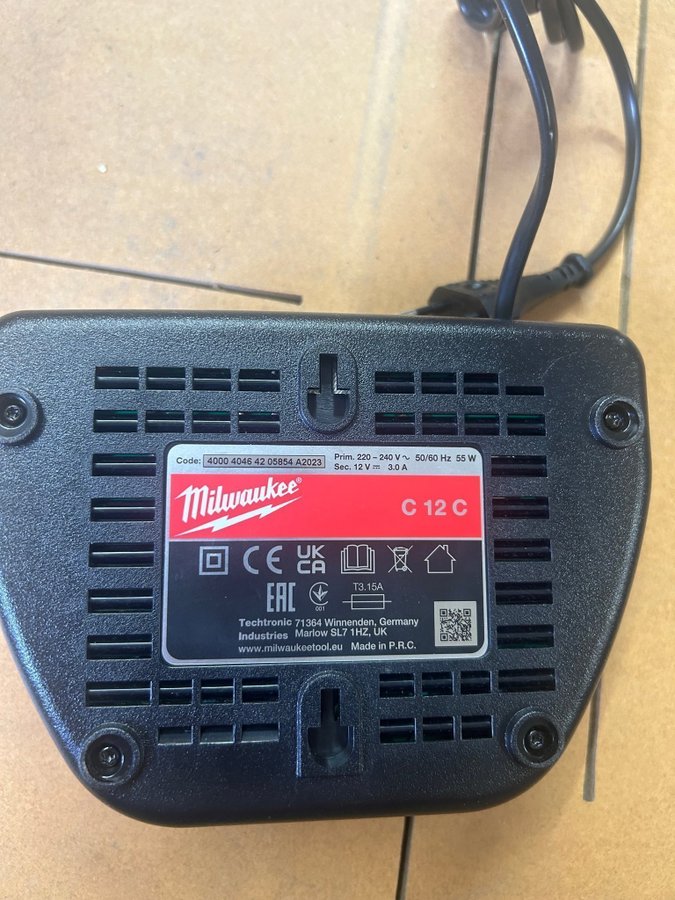 Code: 4000 4046 42 05854 A2023
Prim. 220 – 240 V ~ 50/60 Hz 55 W
Sec. 12 V ⎓ 3.0 A
Milwaukee®
C 12 C
CE UK CA
EAC 001 T3.15A
Techtronic Industries
71364 Winnenden, Germany
Marlow SL7 1HZ, UK
www.milwaukeetool.eu Made in P.R.C.